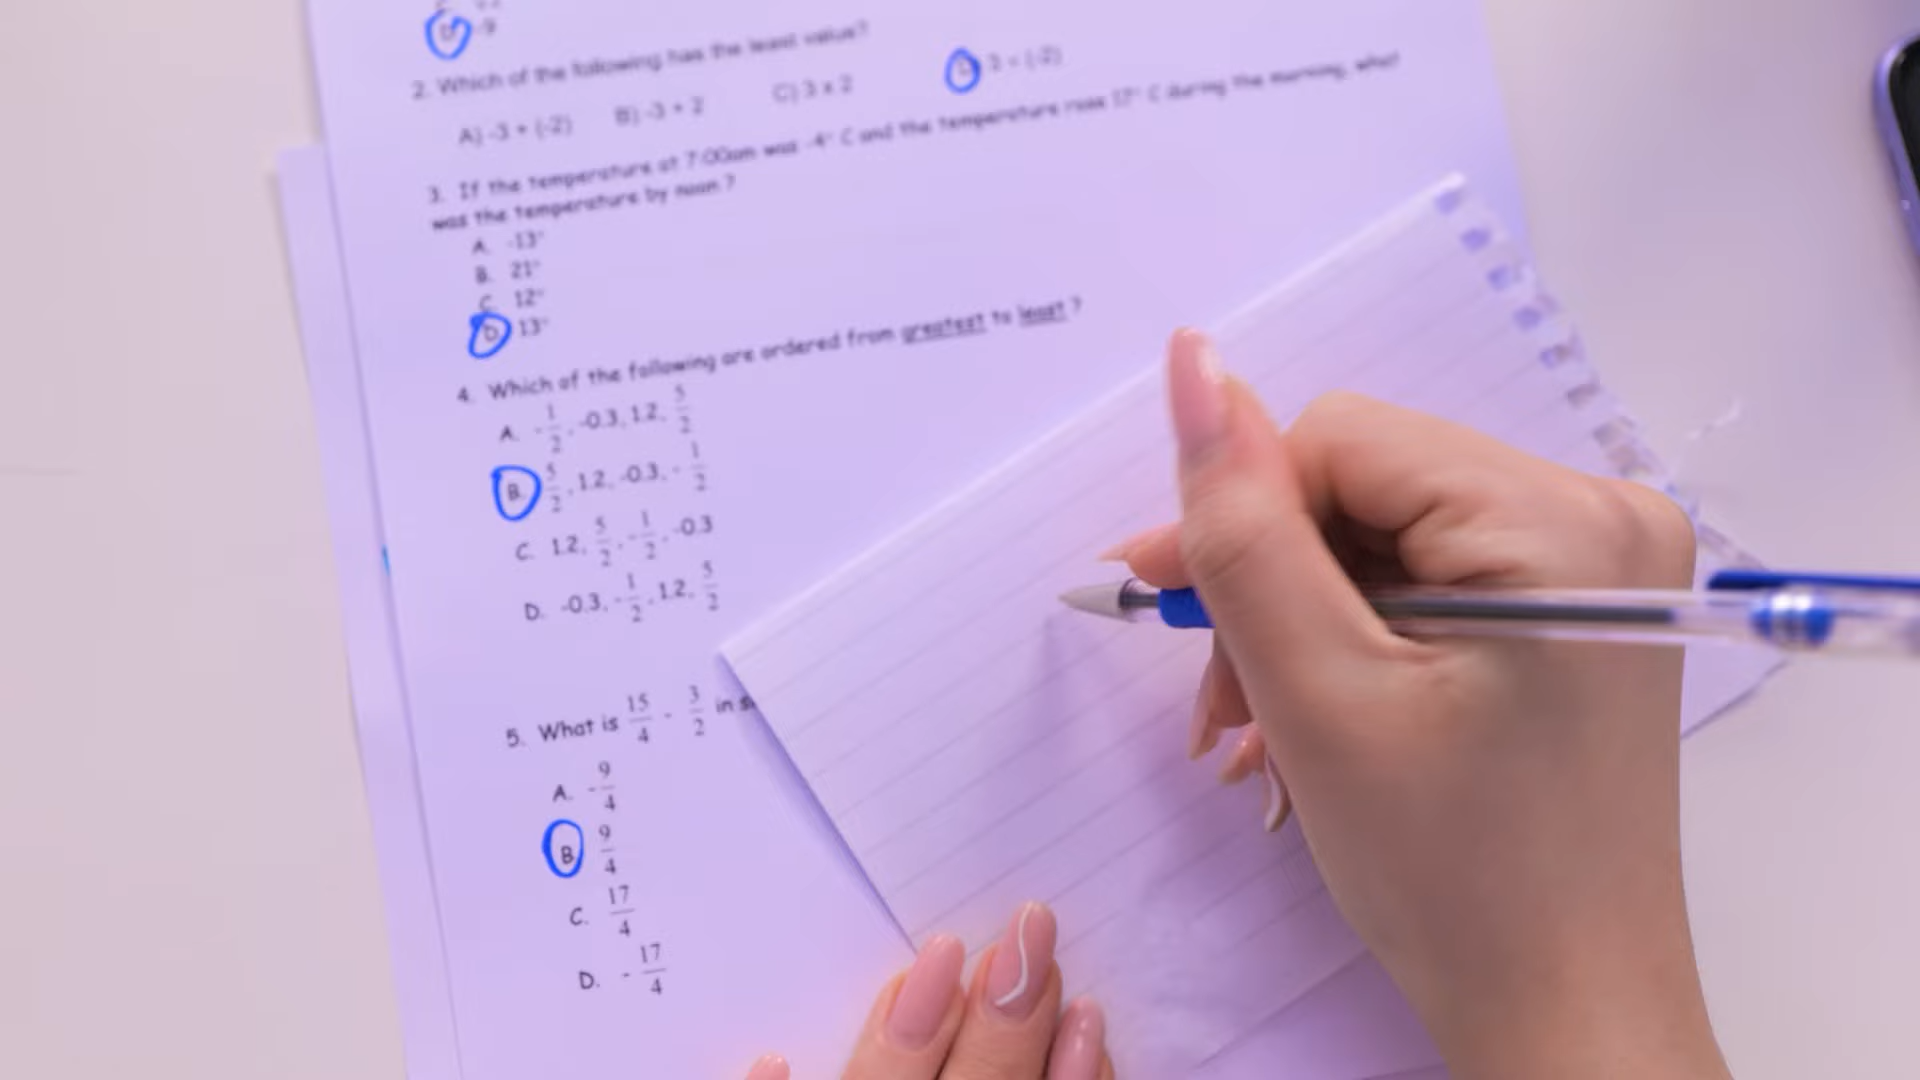 D. -9
2. Which of the following has the least value?
A) -3 + (-2) B) -3 + 2 C) 3 x 2 3 (-2)
3. If the temperature at 7:00am was -4° C and the temperature rose 17° C during the morning, what
was the temperature by noon ?
A. -13°
B. 21°
C. 12°
D. 13°
4. Which of the following are ordered from greatest to least ?
A. -1/2, -0.3, 1.2, 5/2
B. 5/2, 1.2, -0.3, -1/2
C. 1.2, 5/2, -1/2, -0.3
D. -0.3, -1/2, 1.2, 5/2
5. What is 15/4 - 3/2 in
A. -9/4
B. 9/4
C. 17/4
D. -17/4